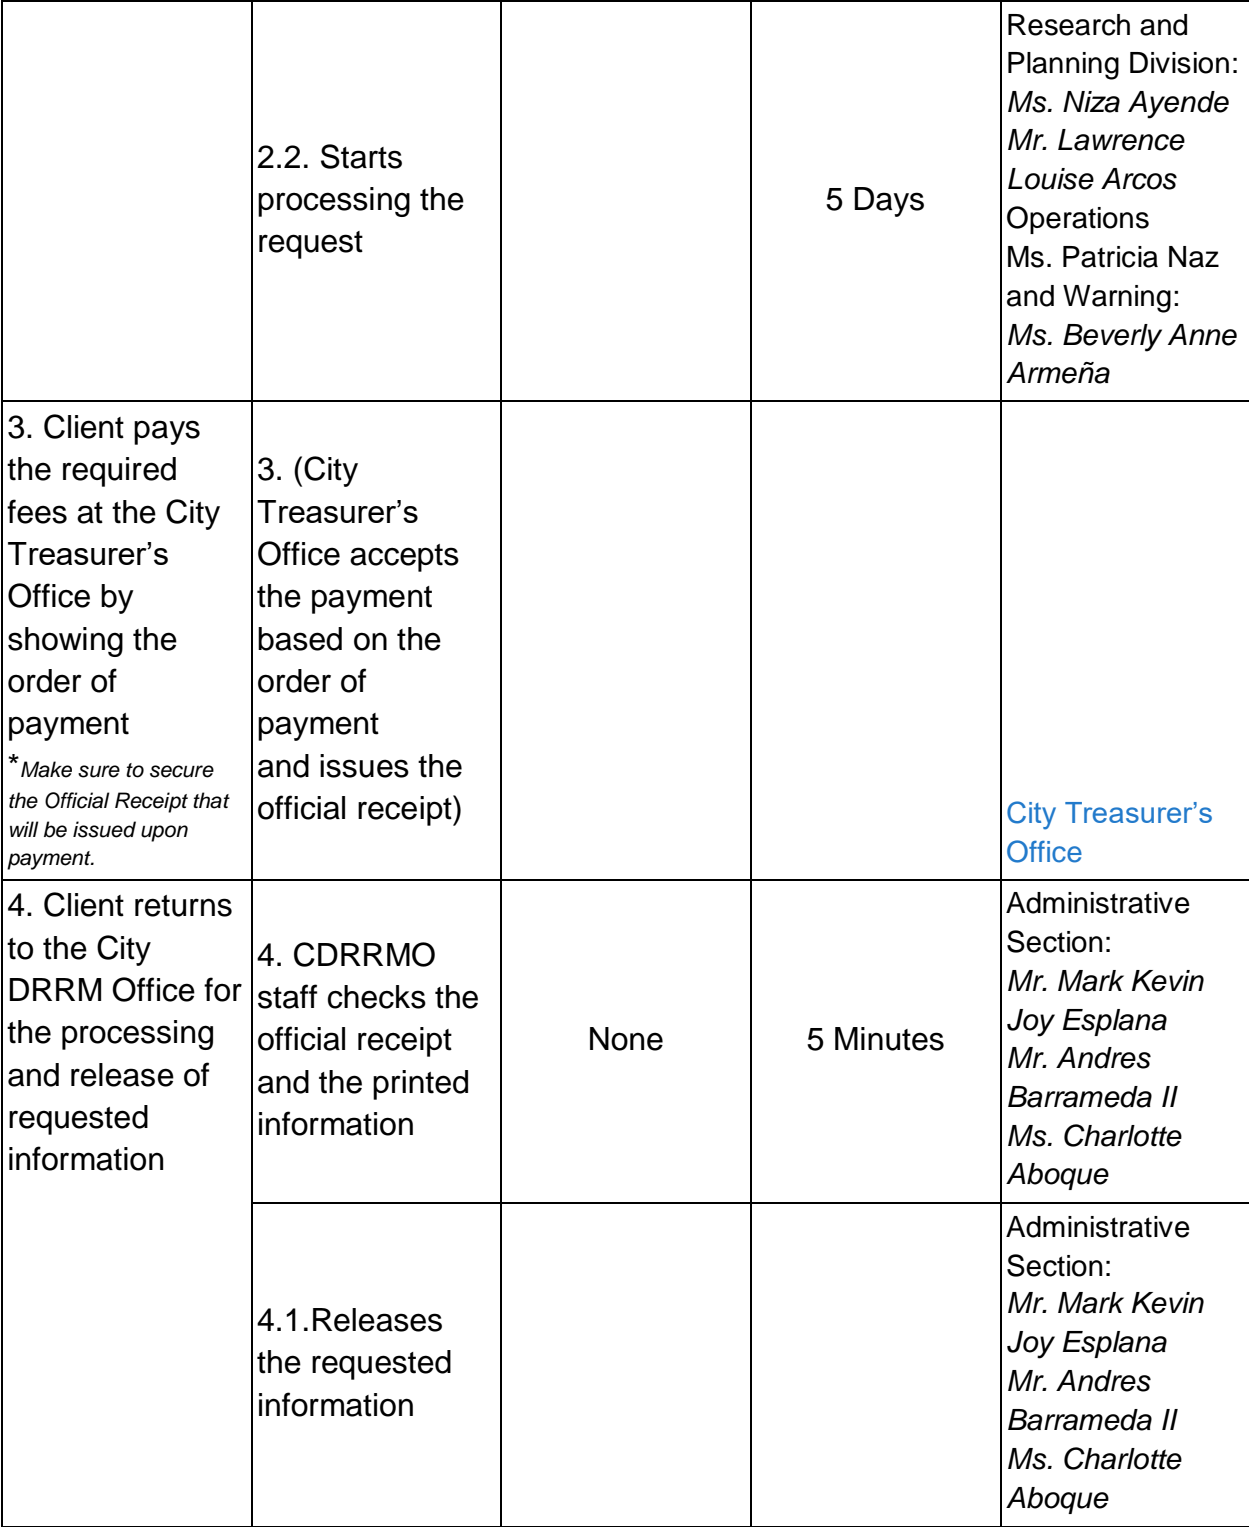 2.2. Starts
processing the
request
5 Days
Research and
Planning Division:
Ms. Niza Ayende
Mr. Lawrence
Louise Arcos
Operations
Ms. Patricia Naz
and Warning:
Ms. Beverly Anne
Armeña
3. Client pays
the required
fees at the City
Treasurer’s
Office by
showing the
order of
payment
*Make sure to secure
the Official Receipt that
will be issued upon
payment.
3. (City
Treasurer’s
Office accepts
the payment
based on the
order of
payment
and issues the
official receipt)
City Treasurer’s
Office
4. Client returns
to the City
DRRM Office for
the processing
and release of
requested
information
4. CDRRMO
staff checks the
official receipt
and the printed
information
None
5 Minutes
Administrative
Section:
Mr. Mark Kevin
Joy Esplana
Mr. Andres
Barrameda II
Ms. Charlotte
Aboque
4.1.Releases
the requested
information
Administrative
Section:
Mr. Mark Kevin
Joy Esplana
Mr. Andres
Barrameda II
Ms. Charlotte
Aboque